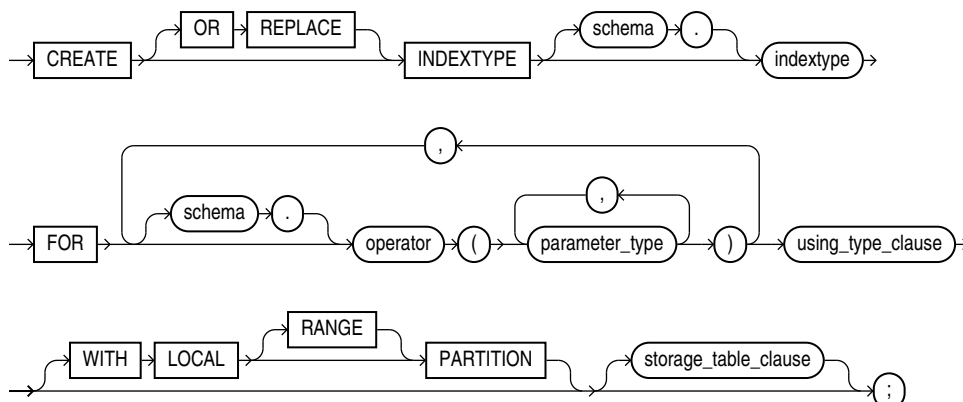 OR REPLACE schema .
CREATE INDEXTYPE indextype
,
schema . ,
FOR operator ( parameter_type ) using_type_clause
RANGE
WITH LOCAL PARTITION storage_table_clause
;